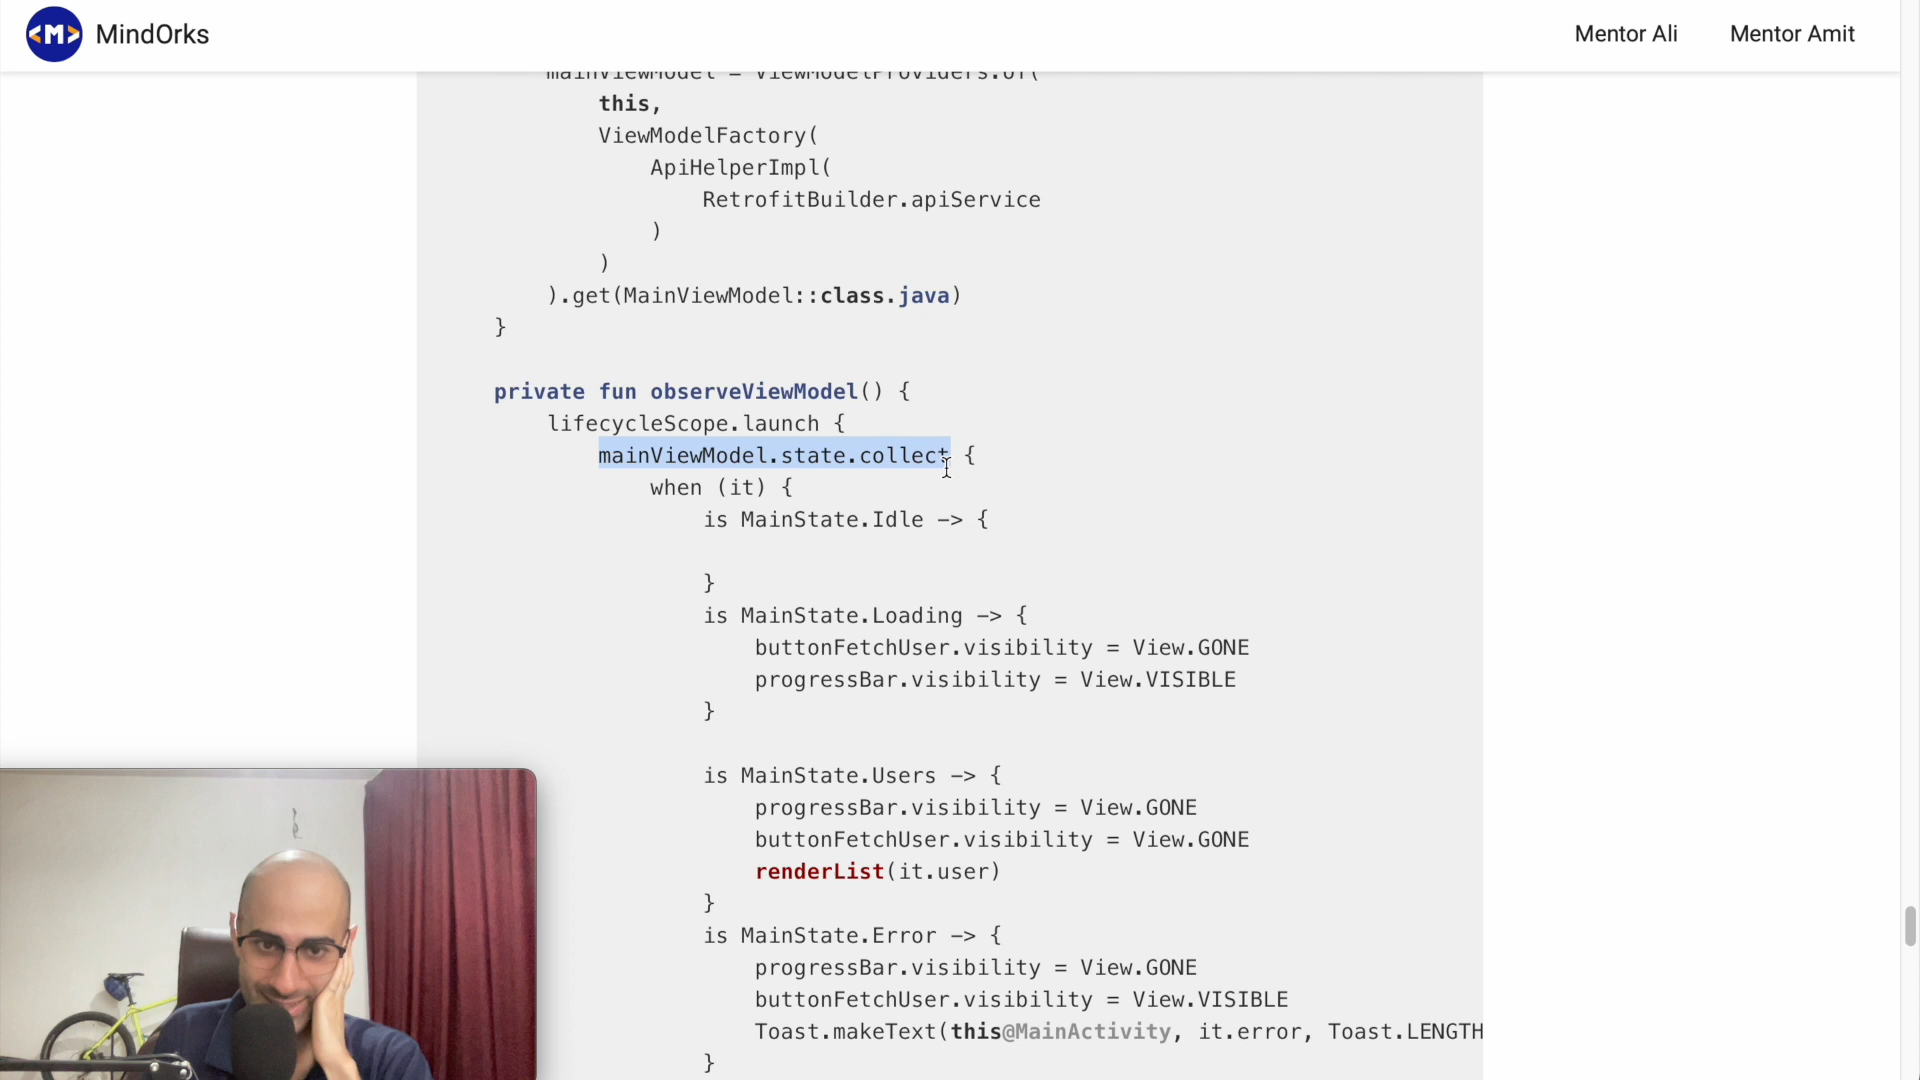 <M> MindOrks
Mentor Ali
Mentor Amit
mainViewModel = ViewModelProviders.of(
this,
ViewModelFactory(
ApiHelperImpl(
RetrofitBuilder.apiService
)
)
).get(MainViewModel::class.java)
}
private fun observeViewModel() {
lifecycleScope.launch {
mainViewModel.state.collect {
when (it) {
is MainState.Idle -> {
}
is MainState.Loading -> {
buttonFetchUser.visibility = View.GONE
progressBar.visibility = View.VISIBLE
}
is MainState.Users -> {
progressBar.visibility = View.GONE
buttonFetchUser.visibility = View.GONE
renderList(it.user)
}
is MainState.Error -> {
progressBar.visibility = View.GONE
buttonFetchUser.visibility = View.VISIBLE
Toast.makeText(this@MainActivity, it.error, Toast.LENGTH
}